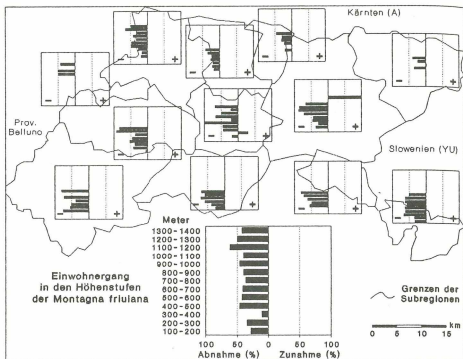 Kärnten (A)
Prov.
Belluno
Slowenien (YU)
Meter
1300-1400
1200-1300
1100-1200
1000-1100
900-1000
800-900
700-800
600-700
500-600
400-500
300-400
200-300
100-200
100 50 0 50 100
Abnahme (%) Zunahme (%)
Einwohnergang
in den Höhenstufen
der Montagna friulana
Grenzen der
Subregionen
0 5 15
km